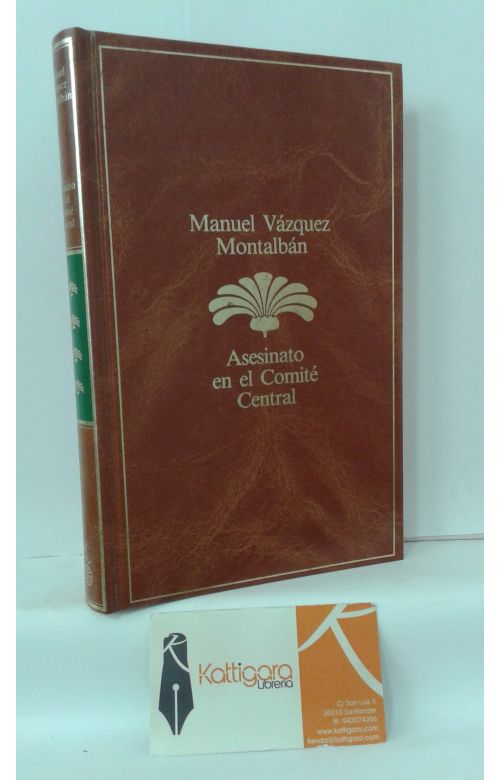 Manuel Vázquez
Montalbán
Asesinato
en el Comité
Central
Kattigara
Librería
C/ San Luis 5
39010 Santander
tlf: 942074286
www.kattigara.com
tienda@kattigara.com